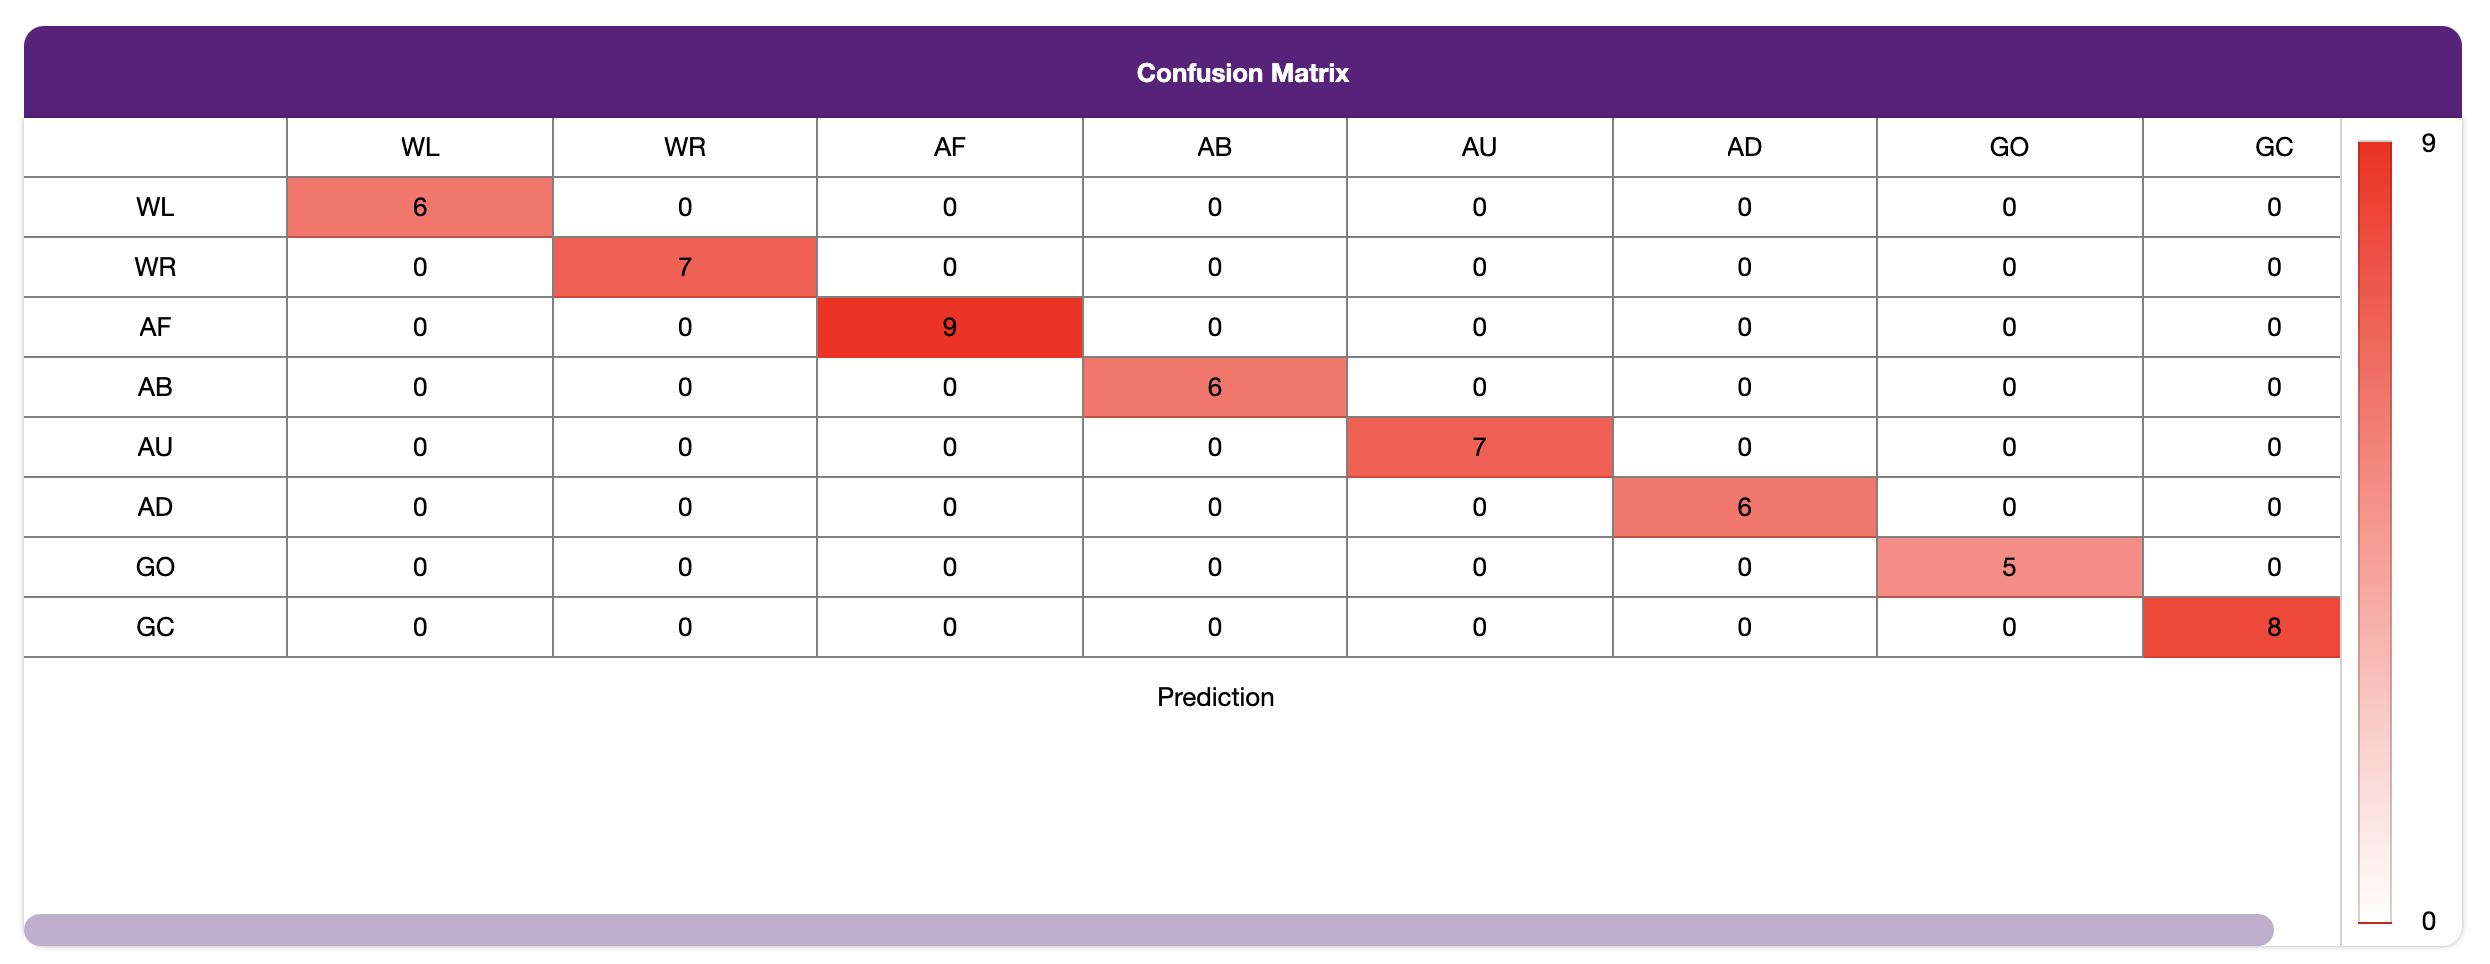 Confusion Matrix
WL WR AF AB AU AD GO GC 9
WL 6 0 0 0 0 0 0 0
WR 0 7 0 0 0 0 0 0
AF 0 0 9 0 0 0 0 0
AB 0 0 0 6 0 0 0 0
AU 0 0 0 0 7 0 0 0
AD 0 0 0 0 0 6 0 0
GO 0 0 0 0 0 0 5 0
GC 0 0 0 0 0 0 0 8
Prediction
0